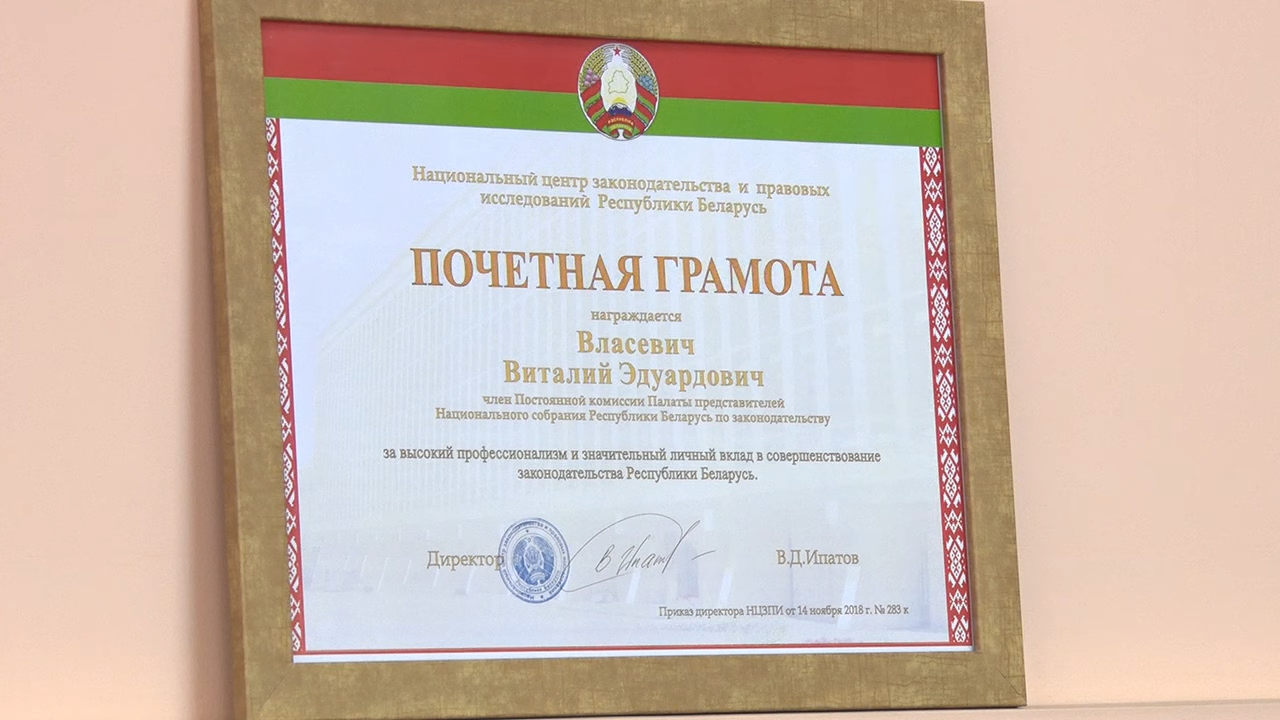 Национальный центр законодательства и правовых
исследований Республики Беларусь
ПОЧЕТНАЯ ГРАМОТА
награждается
Власевич
Виталий Эдуардович
член Постоянной комиссии Палаты представителей
Национального собрания Республики Беларусь по законодательству
за высокий профессионализм и значительный личный вклад в совершенствование
законодательства Республики Беларусь.
Директор
В Ипат
В.Д.Ипатов
Приказ директора НЦЗПИ от 14 ноября 2018 г. № 283 к